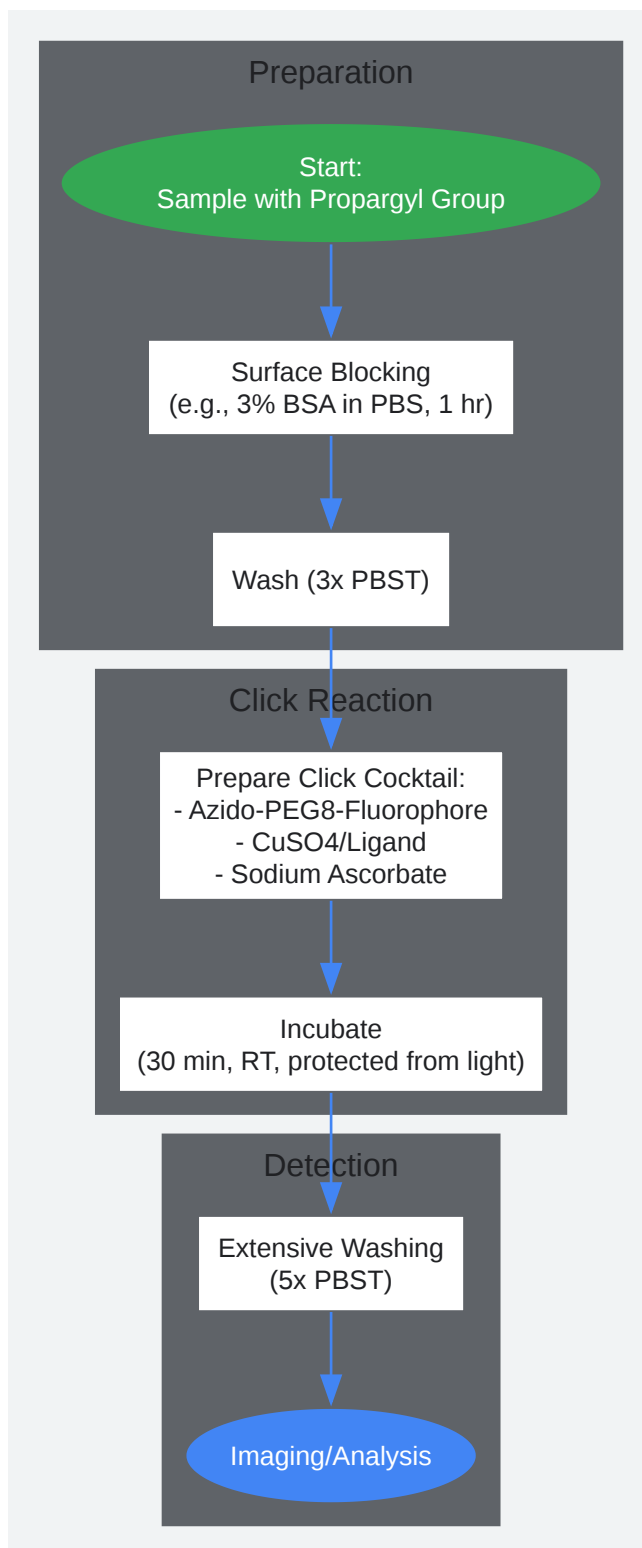 Preparation
Start:
Sample with Propargyl Group
Surface Blocking
(e.g., 3% BSA in PBS, 1 hr)
Wash (3x PBST)
Click Reaction
Prepare Click Cocktail:
- Azido-PEG8-Fluorophore
- CuSO4/Ligand
- Sodium Ascorbate
Incubate
(30 min, RT, protected from light)
Detection
Extensive Washing
(5x PBST)
Imaging/Analysis